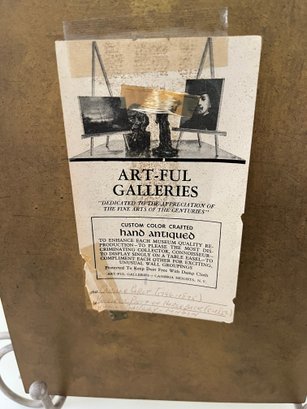 ART-FUL
GALLERIES
"DEDICATED TO THE APPRECIATION OF
THE FINE ARTS OF THE CENTURIES"
CUSTOM COLOR CRAFTED
hand antiqued
TO ENHANCE EACH MUSEUM QUALITY RE-
PRODUCTION - TO PLEASE THE MOST DIS-
CRIMINATING COLLECTOR, CONNOISSEUR -
TO DISPLAY SINGLY ON A TABLE EASEL - TO
COMPLIMENT EACH OTHER FOR EXCITING,
UNUSUAL WALL GROUPINGS
Protected To Keep Dust Free With Damp Cloth
ART-FUL GALLERIES - CAMBRIA HEIGHTS, N. Y.